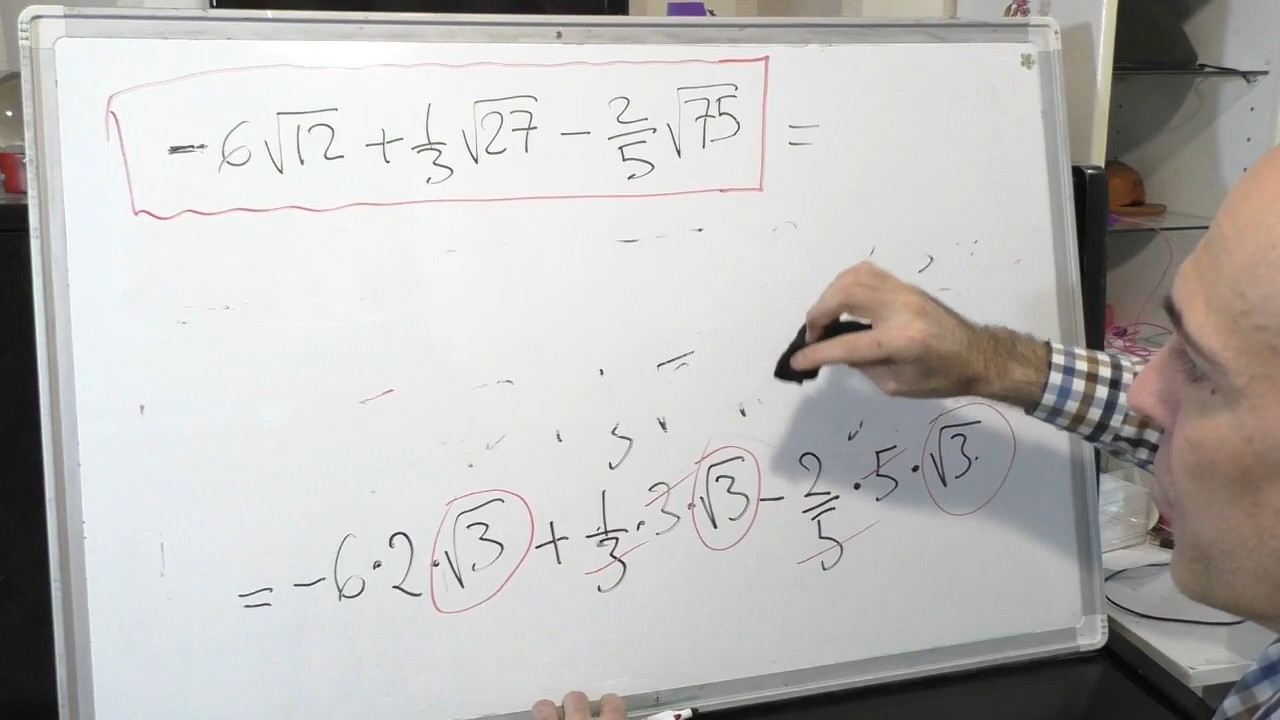 -6√12 + 1/3 √27 - 2/5 √75 =
= -6·2·√3 + 1/3·3·√3 - 2/5·5·√3